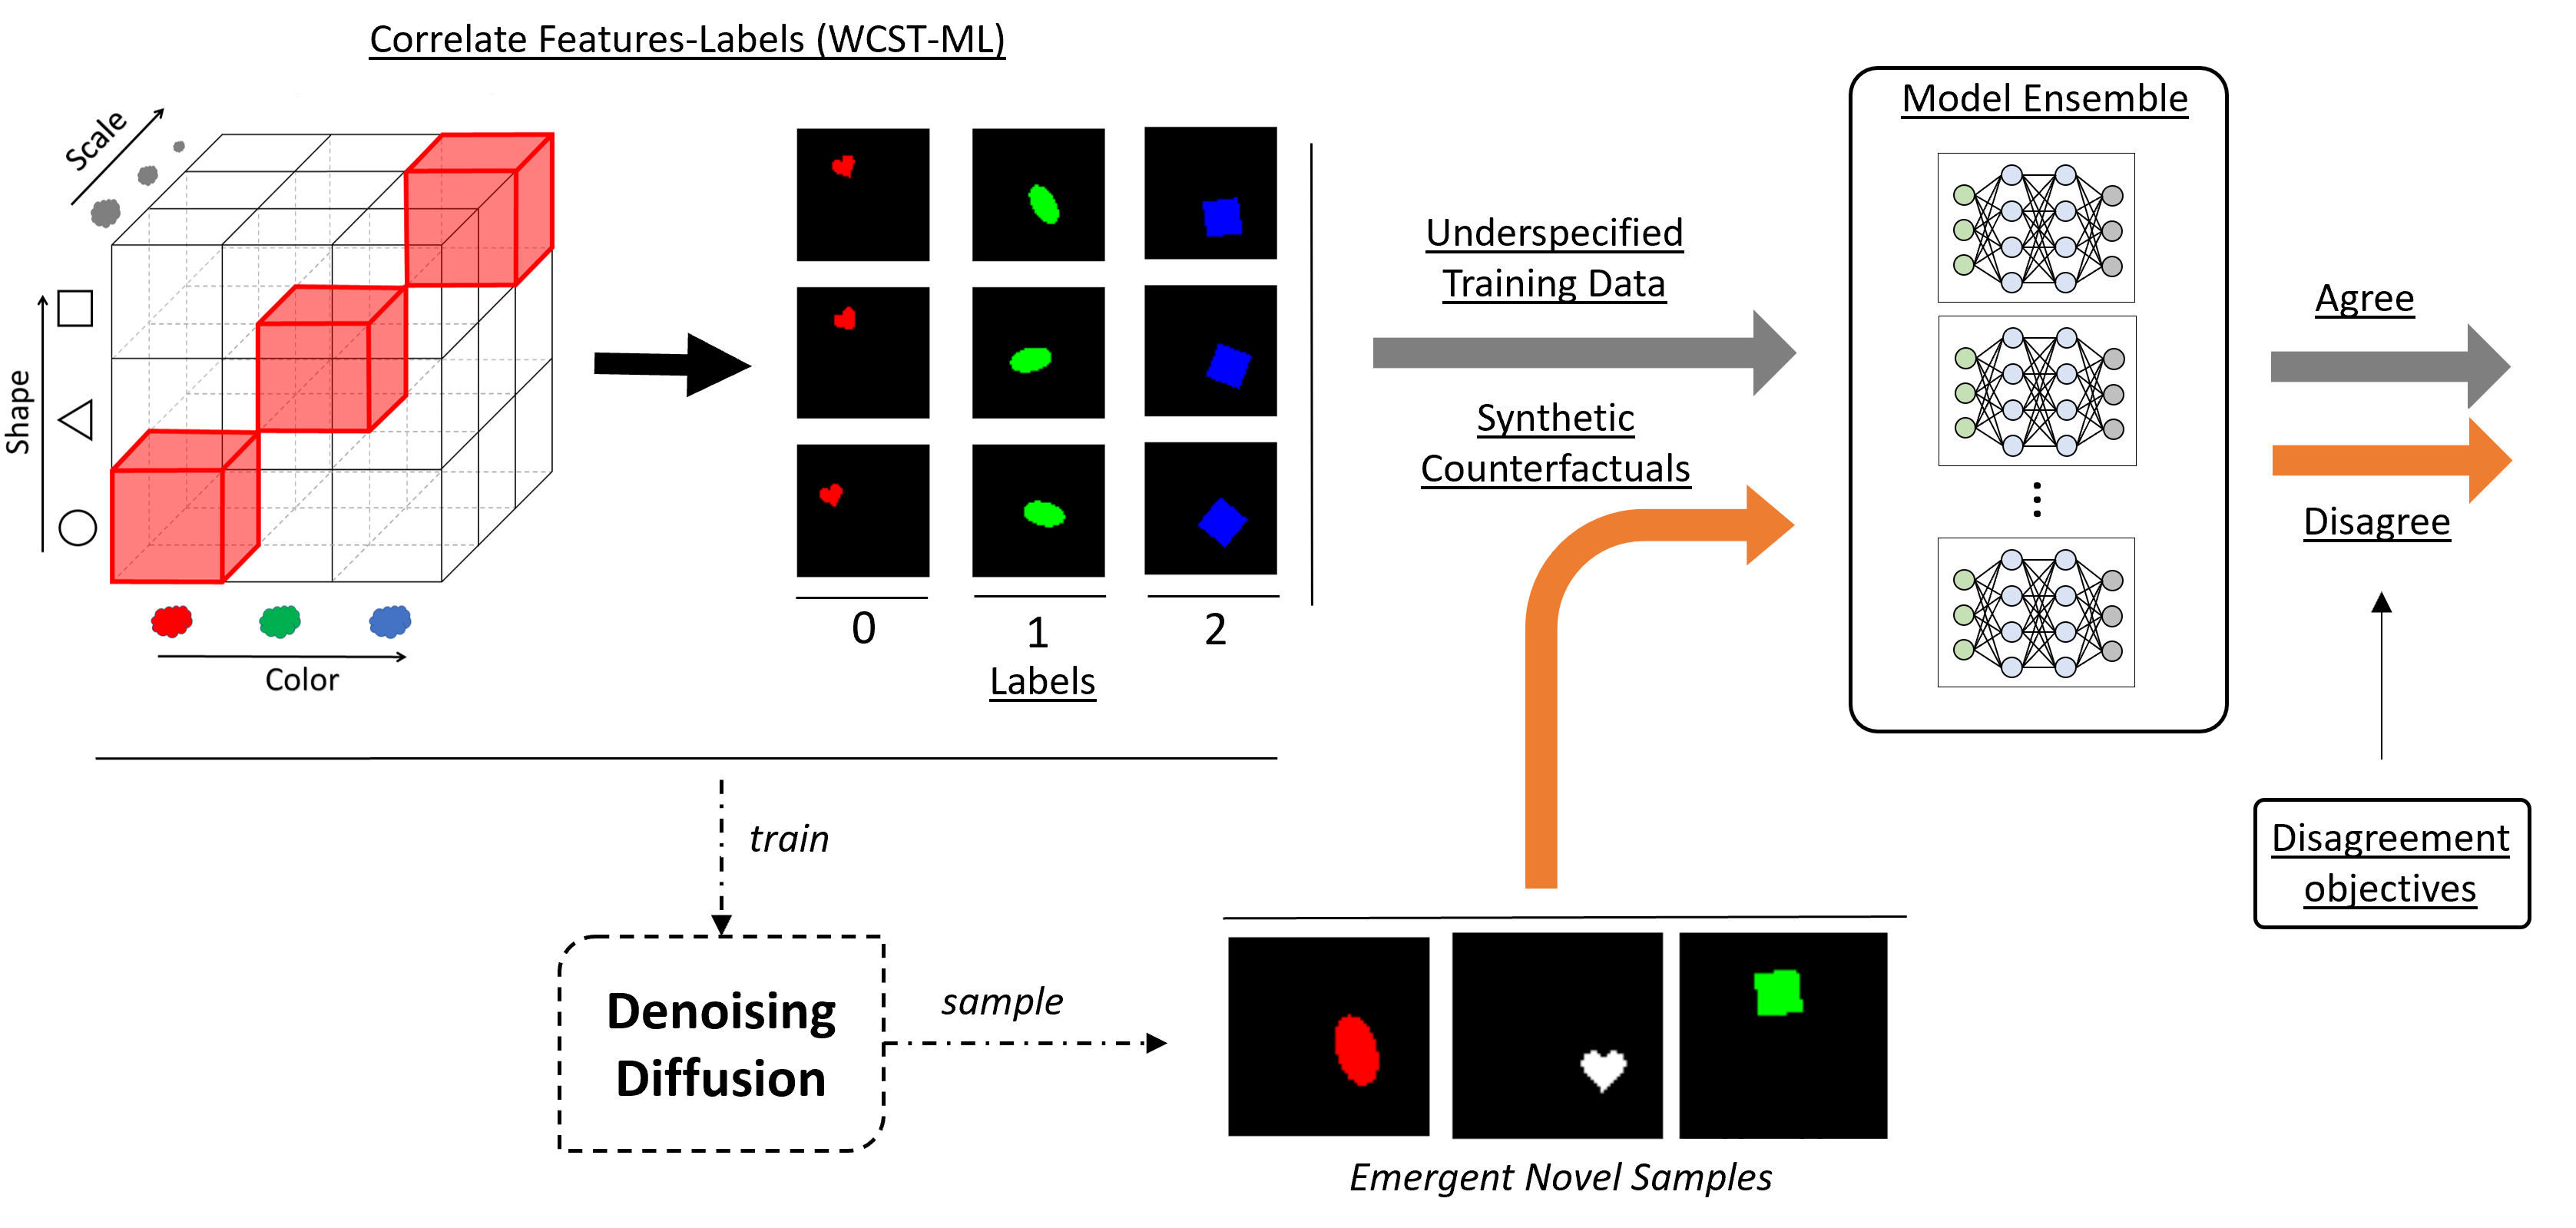 Correlate Features-Labels (WCST-ML)
Scale
Shape
Color
0
1
2
Labels
Underspecified
Training Data
Synthetic
Counterfactuals
Model Ensemble
Agree
Disagree
Disagreement
objectives
train
Denoising
Diffusion
sample
Emergent Novel Samples